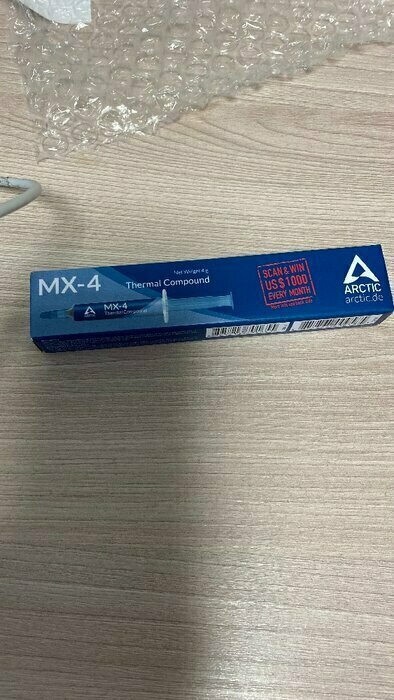 MX-4
Net Weight 4 g
Thermal Compound
MX-4
Thermal Compound
SCAN & WIN
US $ 1000
EVERY MONTH
ARCTIC
arctic.de